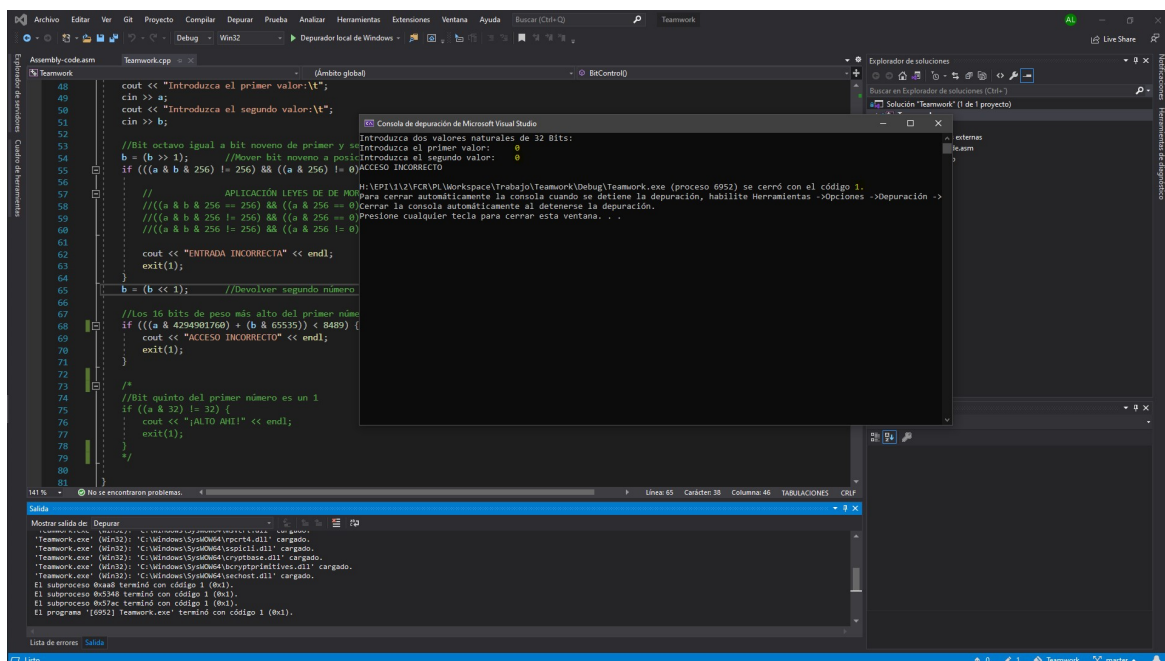 Archivo Editar Ver Git Proyecto Compilar Depurar Prueba Analizar Herramientas Extensiones Ventana Ayuda Buscar (Ctrl+Q) Teamwork AL
Debug Win32 Depurador local de Windows Live Share
Assembly-code.asm Teamwork.cpp
Teamwork (Ámbito global) BitControl()
48 cout << "Introduzca el primer valor:\t";
49 cin >> a;
50 cout << "Introduzca el segundo valor:\t";
51 cin >> b;
52
53 //Bit octavo igual a bit noveno de primer y se
54 b = (b >> 1); //Mover bit noveno a posic
55 if (((a & b & 256) != 256) && ((a & 256) != 0)
56
57 // APLICACIÓN LEYES DE DE MOR
58 //((a & b & 256 == 256) && ((a & 256 == 0)
59 //((a & b & 256 != 256) && ((a & 256 == 0)
60 //((a & b & 256 != 256) && ((a & 256 != 0)
61
62 cout << "ENTRADA INCORRECTA" << endl;
63 exit(1);
64 }
65 b = (b << 1); //Devolver segundo número
66
67 //Los 16 bits de peso más alto del primer núme
68 if (((a & 4294901760) + (b & 65535)) < 8489) {
69 cout << "ACCESO INCORRECTO" << endl;
70 exit(1);
71 }
72
73 /*
74 //Bit quinto del primer número es un 1
75 if ((a & 32) != 32) {
76 cout << "¡ALTO AHI!" << endl;
77 exit(1);
78 }
79 */
80
81 }
Consola de depuración de Microsoft Visual Studio
Introduzca dos valores naturales de 32 Bits:
Introduzca el primer valor: 0
Introduzca el segundo valor: 0
ACCESO INCORRECTO
H:\EPI\1\2\FCR\PL\Workspace\Trabajo\Teamwork\Debug\Teamwork.exe (proceso 6952) se cerró con el código 1.
Para cerrar automáticamente la consola cuando se detiene la depuración, habilite Herramientas ->Opciones ->Depuración ->
Cerrar la consola automáticamente al detenerse la depuración.
Presione cualquier tecla para cerrar esta ventana. . .
Explorador de soluciones
Buscar en Explorador de soluciones (Ctrl+´)
Solución "Teamwork" (1 de 1 proyecto)
externas
le.asm
Explorador de servidores
Cuadro de herramientas
Notificaciones
Herramientas de diagnóstico
141 % No se encontraron problemas. Línea: 65 Carácter: 38 Columna: 46 TABULACIONES CRLF
Salida
Mostrar salida de: Depurar
'Teamwork.exe' (Win32): 'C:\Windows\SysWOW64\rpcrt4.dll' cargado.
'Teamwork.exe' (Win32): 'C:\Windows\SysWOW64\sspicli.dll' cargado.
'Teamwork.exe' (Win32): 'C:\Windows\SysWOW64\cryptbase.dll' cargado.
'Teamwork.exe' (Win32): 'C:\Windows\SysWOW64\bcryptprimitives.dll' cargado.
'Teamwork.exe' (Win32): 'C:\Windows\SysWOW64\sechost.dll' cargado.
El subproceso 0xaa8 terminó con código 1 (0x1).
El subproceso 0x5348 terminó con código 1 (0x1).
El subproceso 0x57ac terminó con código 1 (0x1).
El programa '[6952] Teamwork.exe' terminó con código 1 (0x1).
Lista de errores Salida
Listo 0 1 Teamwork master